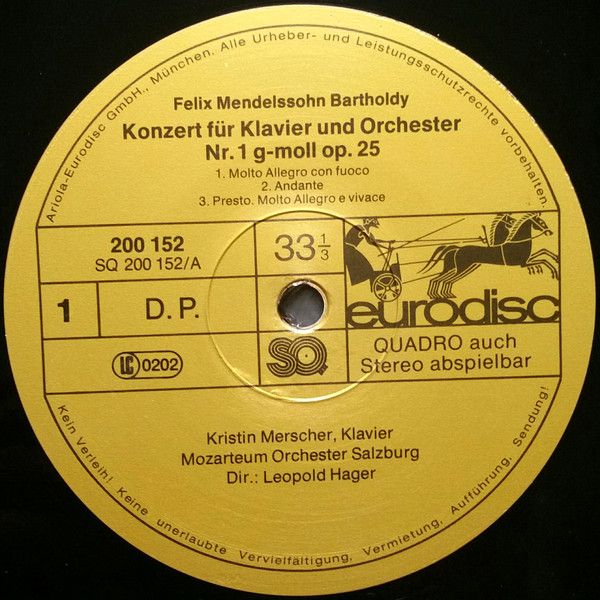 Ariola-Eurodisc GmbH., München. Alle Urheber- und Leistungsschutzrechte vorbehalten.
Felix Mendelssohn Bartholdy
Konzert für Klavier und Orchester
Nr. 1 g-moll op. 25
1. Molto Allegro con fuoco
2. Andante
3. Presto. Molto Allegro e vivace
200 152
SQ 200 152/A
33 1/3
1
D. P.
eurodisc
LC 0202
SQ
QUADRO auch
Stereo abspielbar
Kristin Merscher, Klavier
Mozarteum Orchester Salzburg
Dir.: Leopold Hager
Kein Verleih! Keine unerlaubte Vervielfältigung, Vermietung, Aufführung, Sendung!